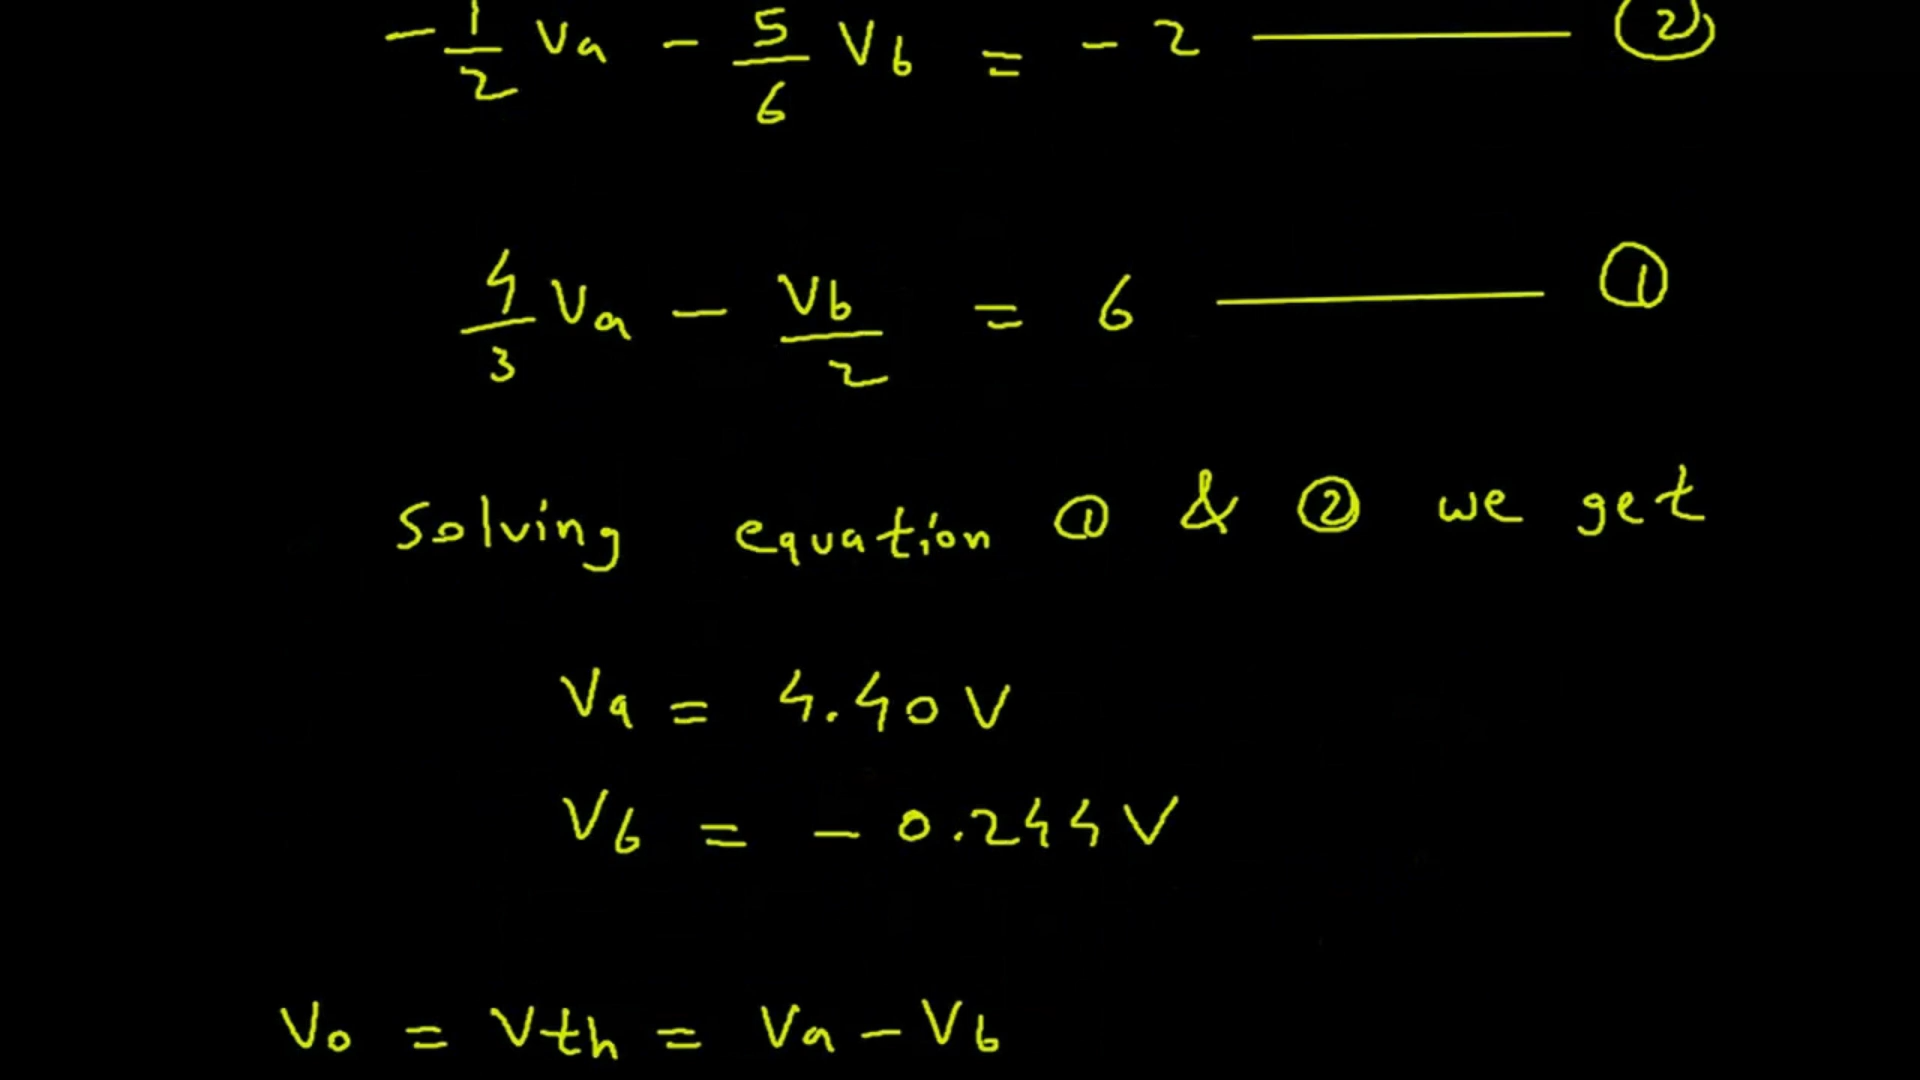 -1/2 Va - 5/6 Vb = -2 ——— ②
4/3 Va - Vb/2 = 6 ——— ①
Solving equation ① & ② we get
Va = 4.40 V
Vb = - 0.244 V
Vo = Vth = Va - Vb